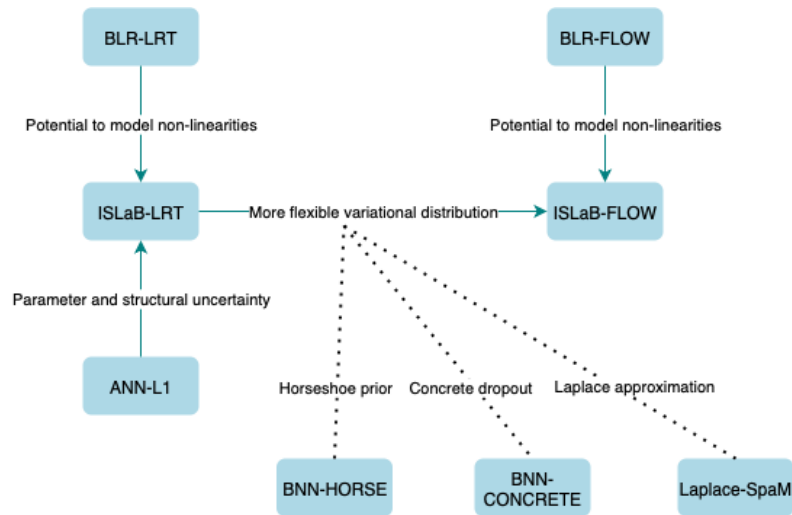 BLR-LRT
BLR-FLOW
Potential to model non-linearities
Potential to model non-linearities
ISLaB-LRT
More flexible variational distribution
ISLaB-FLOW
Parameter and structural uncertainty
ANN-L1
Horseshoe prior
Concrete dropout
Laplace approximation
BNN-HORSE
BNN-
CONCRETE
Laplace-SpaM